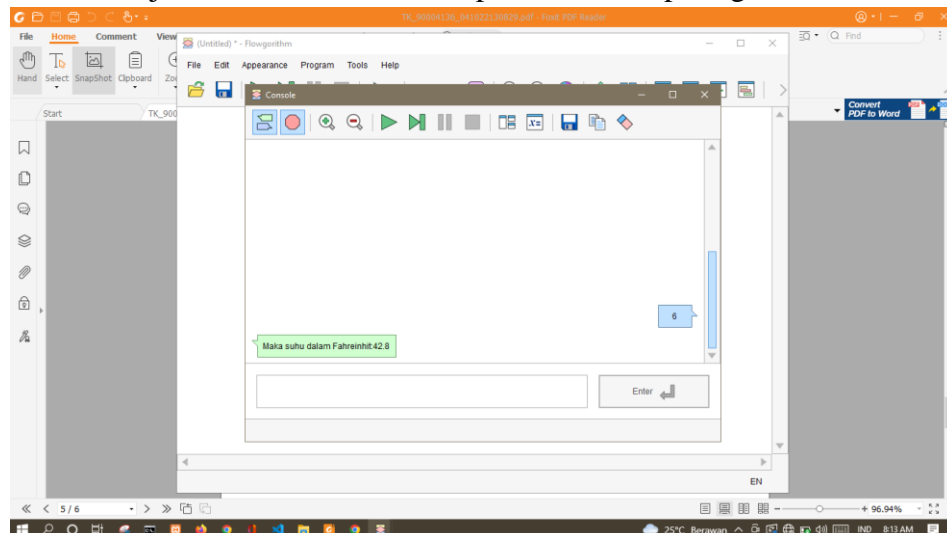 TK_90004136_041022130829.pdf - Foxit PDF Reader
File Home Comment View
Find
Hand Select SnapShot Clipboard
Start
TK_900
Convert
PDF to Word
(Untitled) * - Flowgorithm
File Edit Appearance Program Tools Help
Console
6
Maka suhu dalam Fahreinhit:42.8
Enter
EN
5 / 6
+ 96.94%
25°C Berawan
IND 8:13 AM